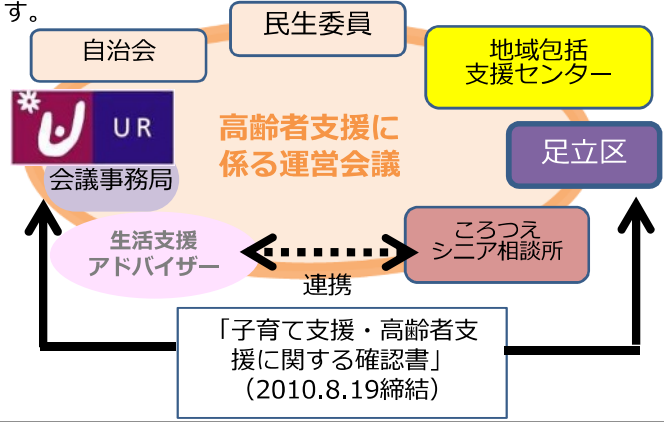 す。
民生委員
自治会
地域包括
支援センター
UR
高齢者支援に
係る運営会議
足立区
会議事務局
生活支援
アドバイザー
ころつえ
シニア相談所
連携
「子育て支援・高齢者支
援に関する確認書」
（2010.8.19締結）